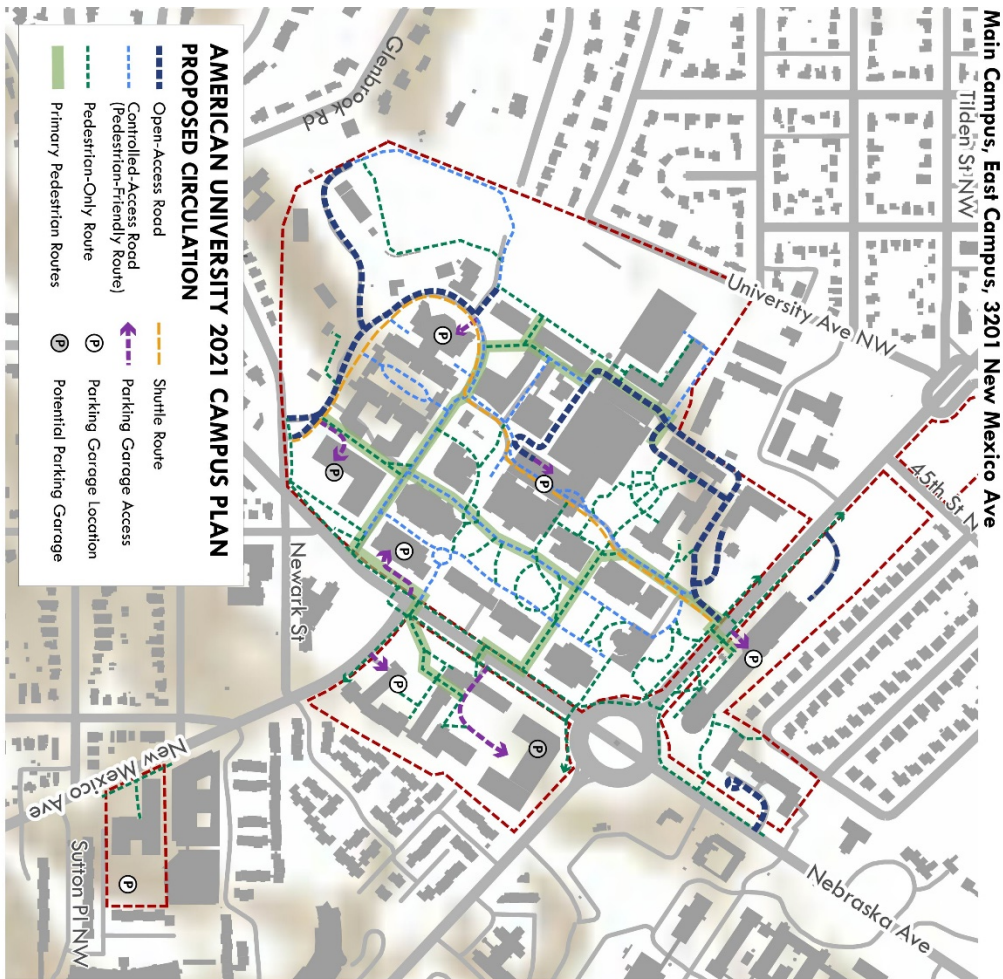 Main Campus, East Campus, 3201 New Mexico Ave
Tilden St NW
Glenbrook Rd
University Ave NW
45th St N
Newark St
New Mexico Ave
Sutton Pl NW
Nebraska Ave
P
P
P
P
P
P
P
P
AMERICAN UNIVERSITY 2021 CAMPUS PLAN
PROPOSED CIRCULATION
Open-Access Road
Controlled-Access Road
(Pedestrian-Friendly Route)
Pedestrion-Only Route
Primary Pedestrian Routes
Shuttle Route
Parking Garage Access
P Parking Garage Location
P Potential Parking Garage